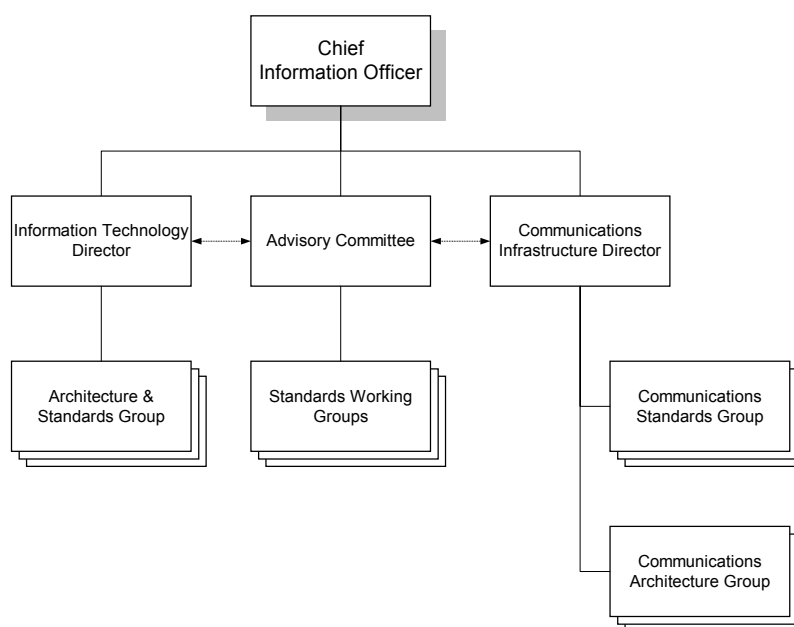 Chief
Information Officer
Information Technology
Director
Advisory Committee
Communications
Infrastructure Director
Architecture &
Standards Group
Standards Working
Groups
Communications
Standards Group
Communications
Architecture Group